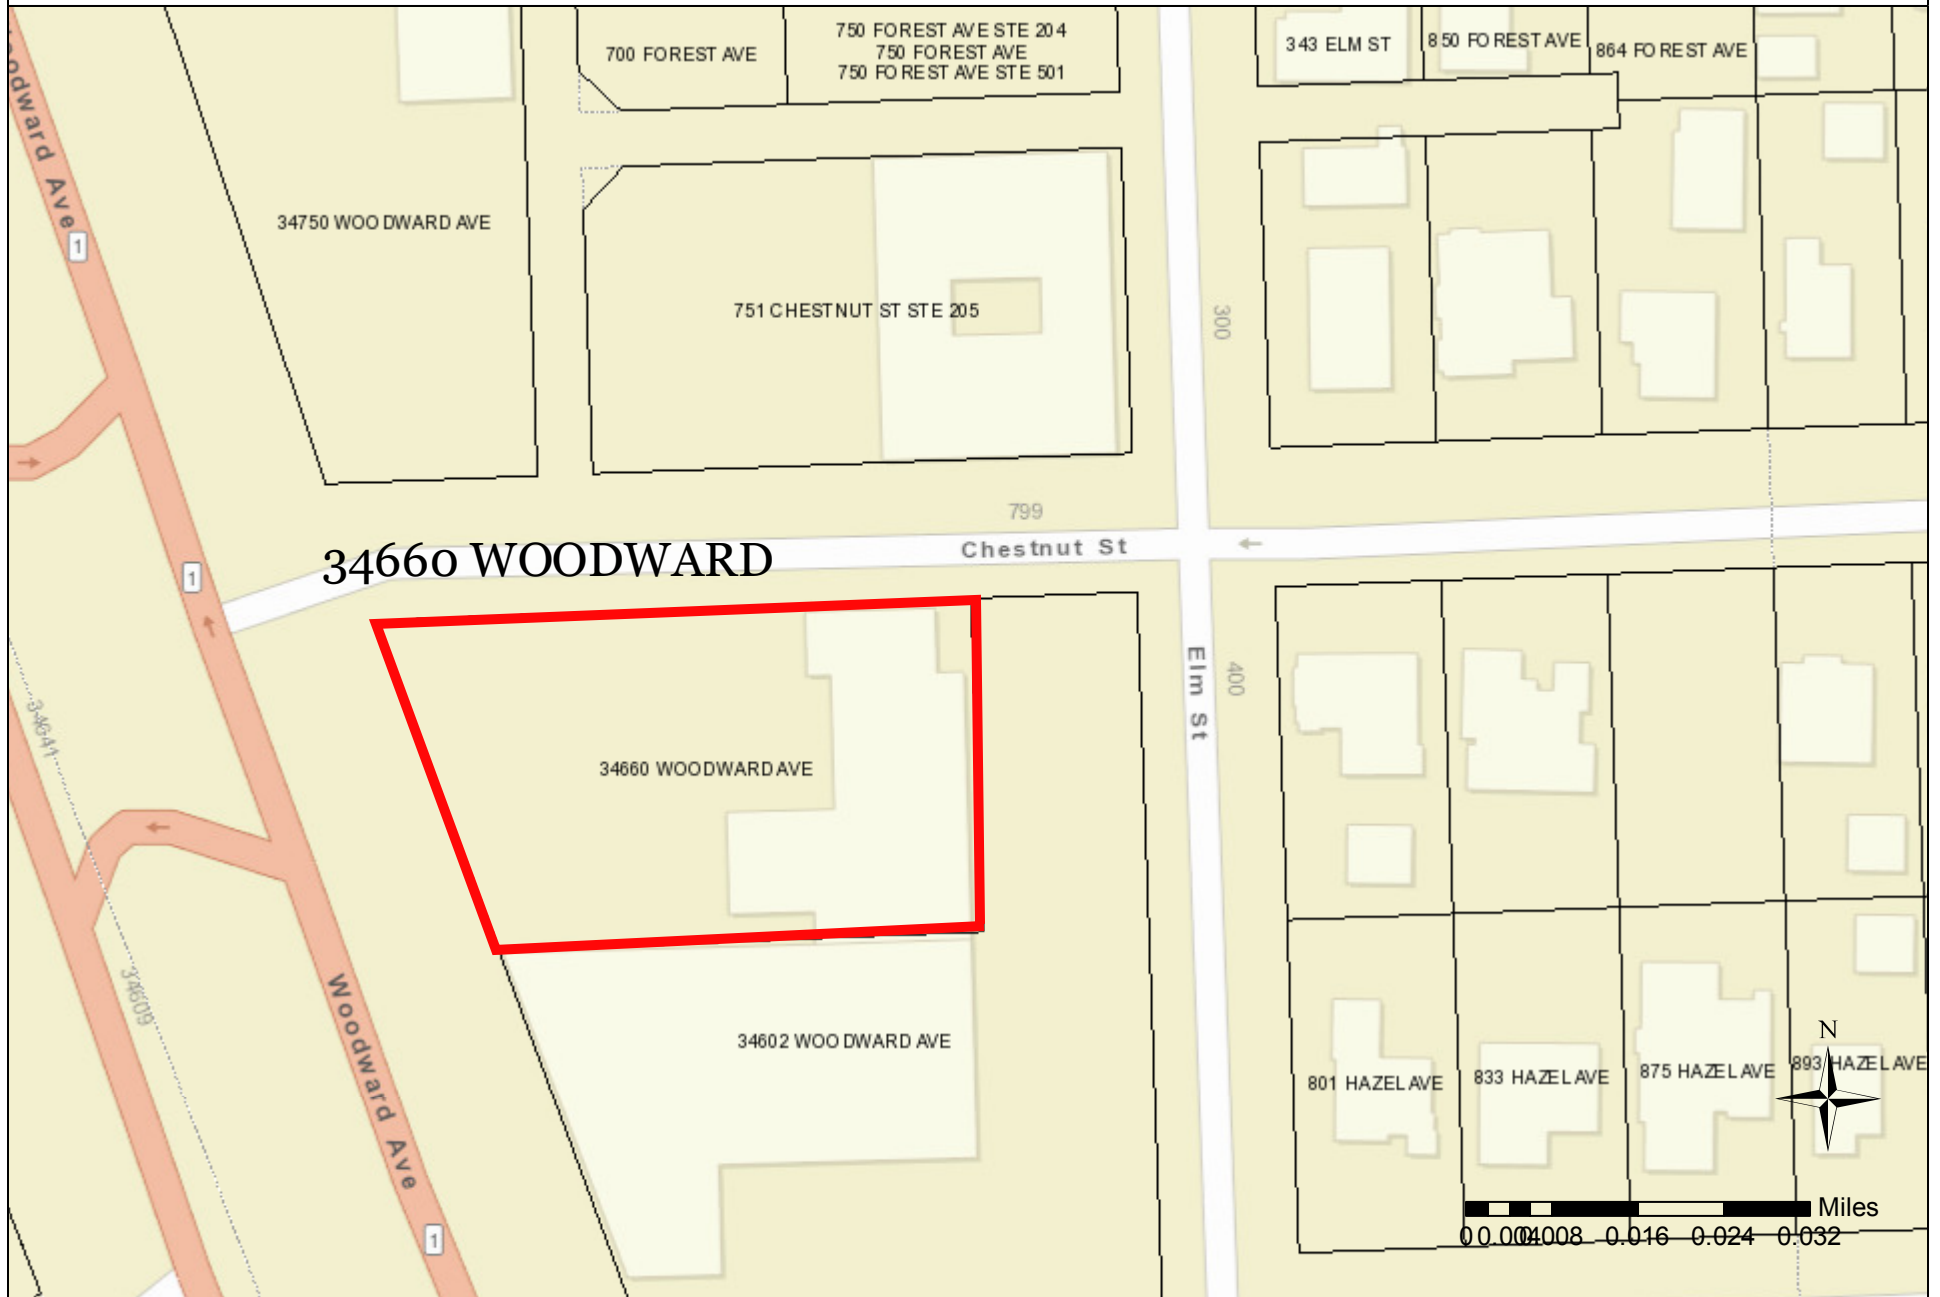 750 FOREST AVE STE 204
700 FOREST AVE
750 FOREST AVE
750 FOREST AVE STE 501
343 ELM ST
850 FOREST AVE
864 FOREST AVE
Woodward Ave
1
34750 WOODWARD AVE
751 CHESTNUT ST STE 205
300
799
Chestnut St
34660 WOODWARD
1
Elm St
400
34641
34660 WOODWARD AVE
34609
Woodward Ave
34602 WOODWARD AVE
N
801 HAZEL AVE
833 HAZEL AVE
875 HAZEL AVE
893 HAZEL AVE
1
Miles
0 0.004 0.008 0.016 0.024 0.032